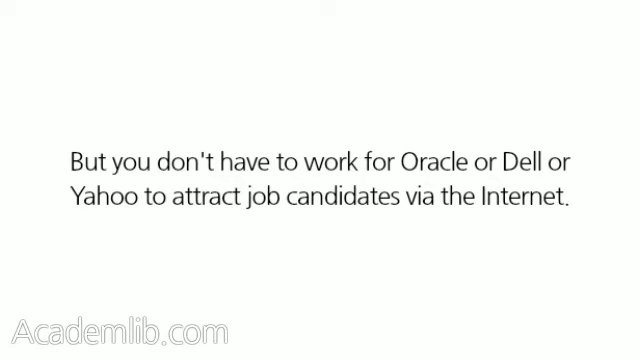 But you don't have to work for Oracle or Dell or
Yahoo to attract job candidates via the Internet.
Academlib.com